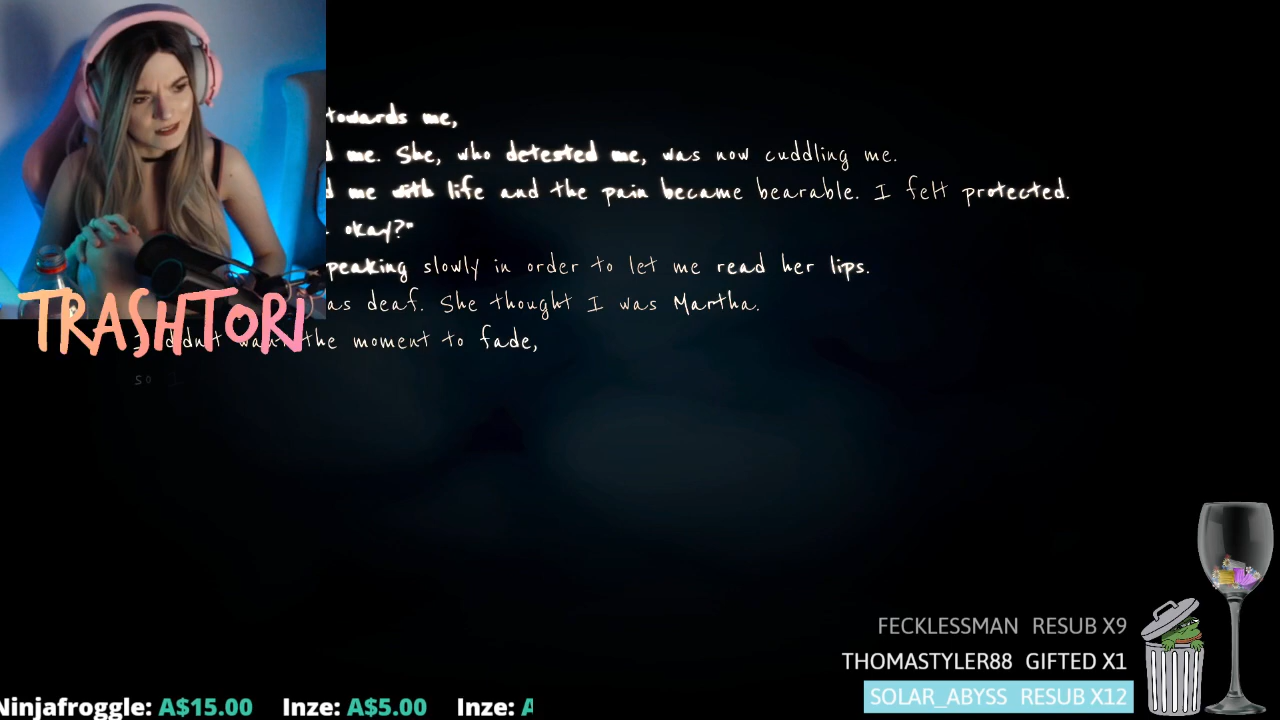 towards me,
me. She, who detested me, was now cuddling me.
me with life and the pain became bearable. I felt protected.
okay?"
peaking slowly in order to let me read her lips.
as deaf. She thought I was Martha.
the moment to fade,
so
TRASHTORI
FECKLESSMAN RESUB X9
THOMASTYLER88 GIFTED X1
SOLAR_ABYSS RESUB X12
Ninjafroggle: A$15.00 Inze: A$5.00 Inze: A